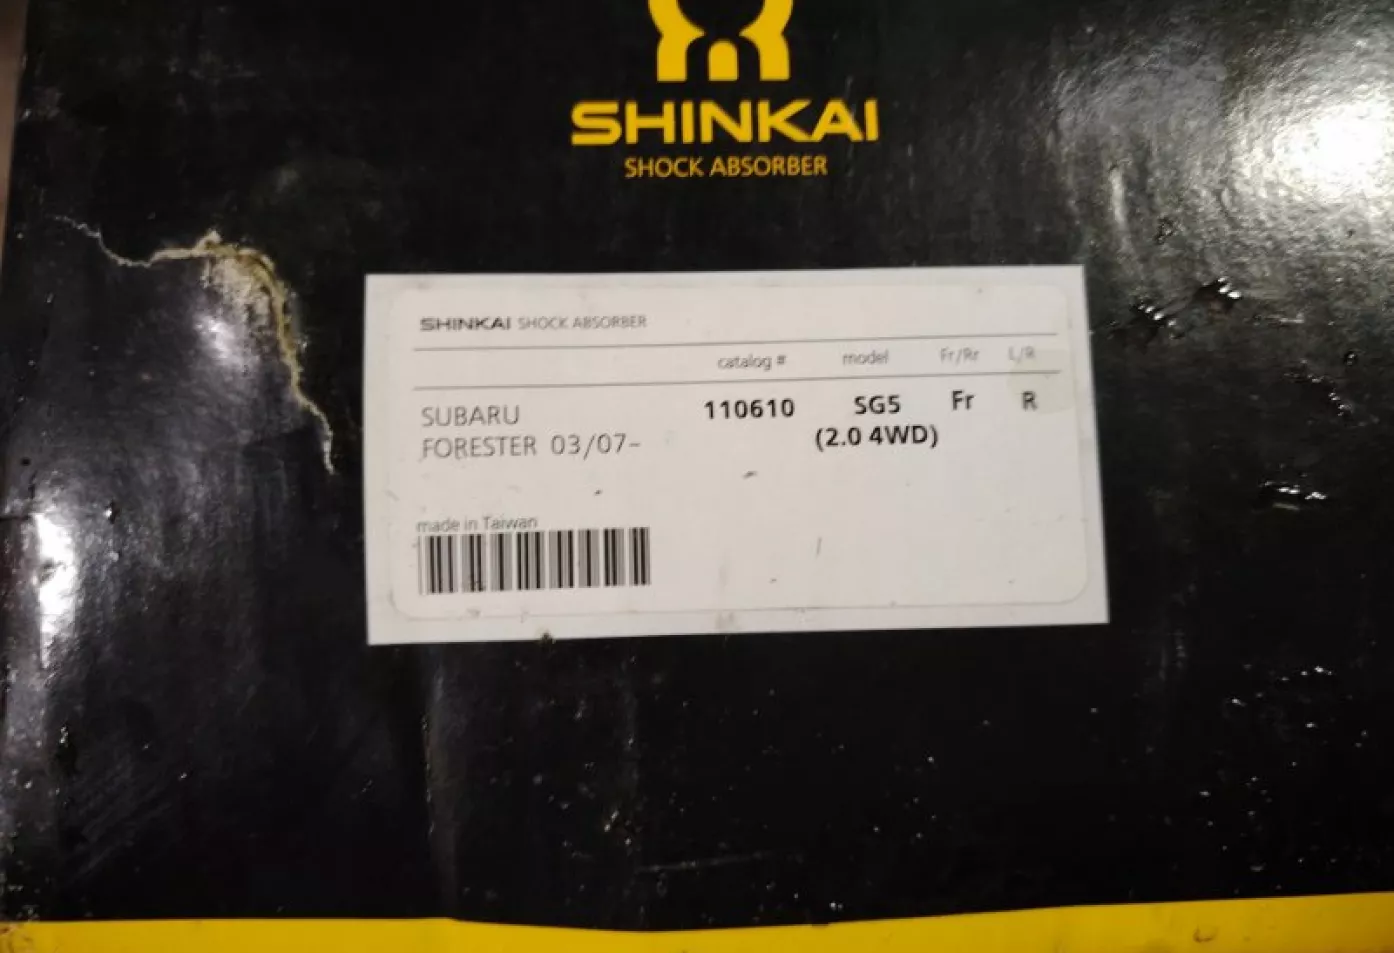 SHINKAI
SHOCK ABSORBER
SHINKAI SHOCK ABSORBER
catalog # model Fr/Rr L/R
SUBARU 110610 SG5 Fr R
FORESTER 03/07- (2.0 4WD)
made in Taiwan